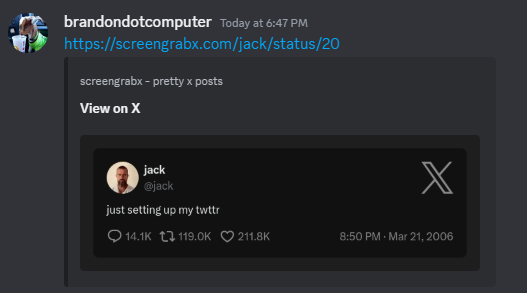 brandondotcomputer Today at 6:47 PM
https://screengrabx.com/jack/status/20
screengrabx - pretty x posts
View on X
jack
@jack
just setting up my twttr
14.1K 119.0K 211.8K 8:50 PM · Mar 21, 2006